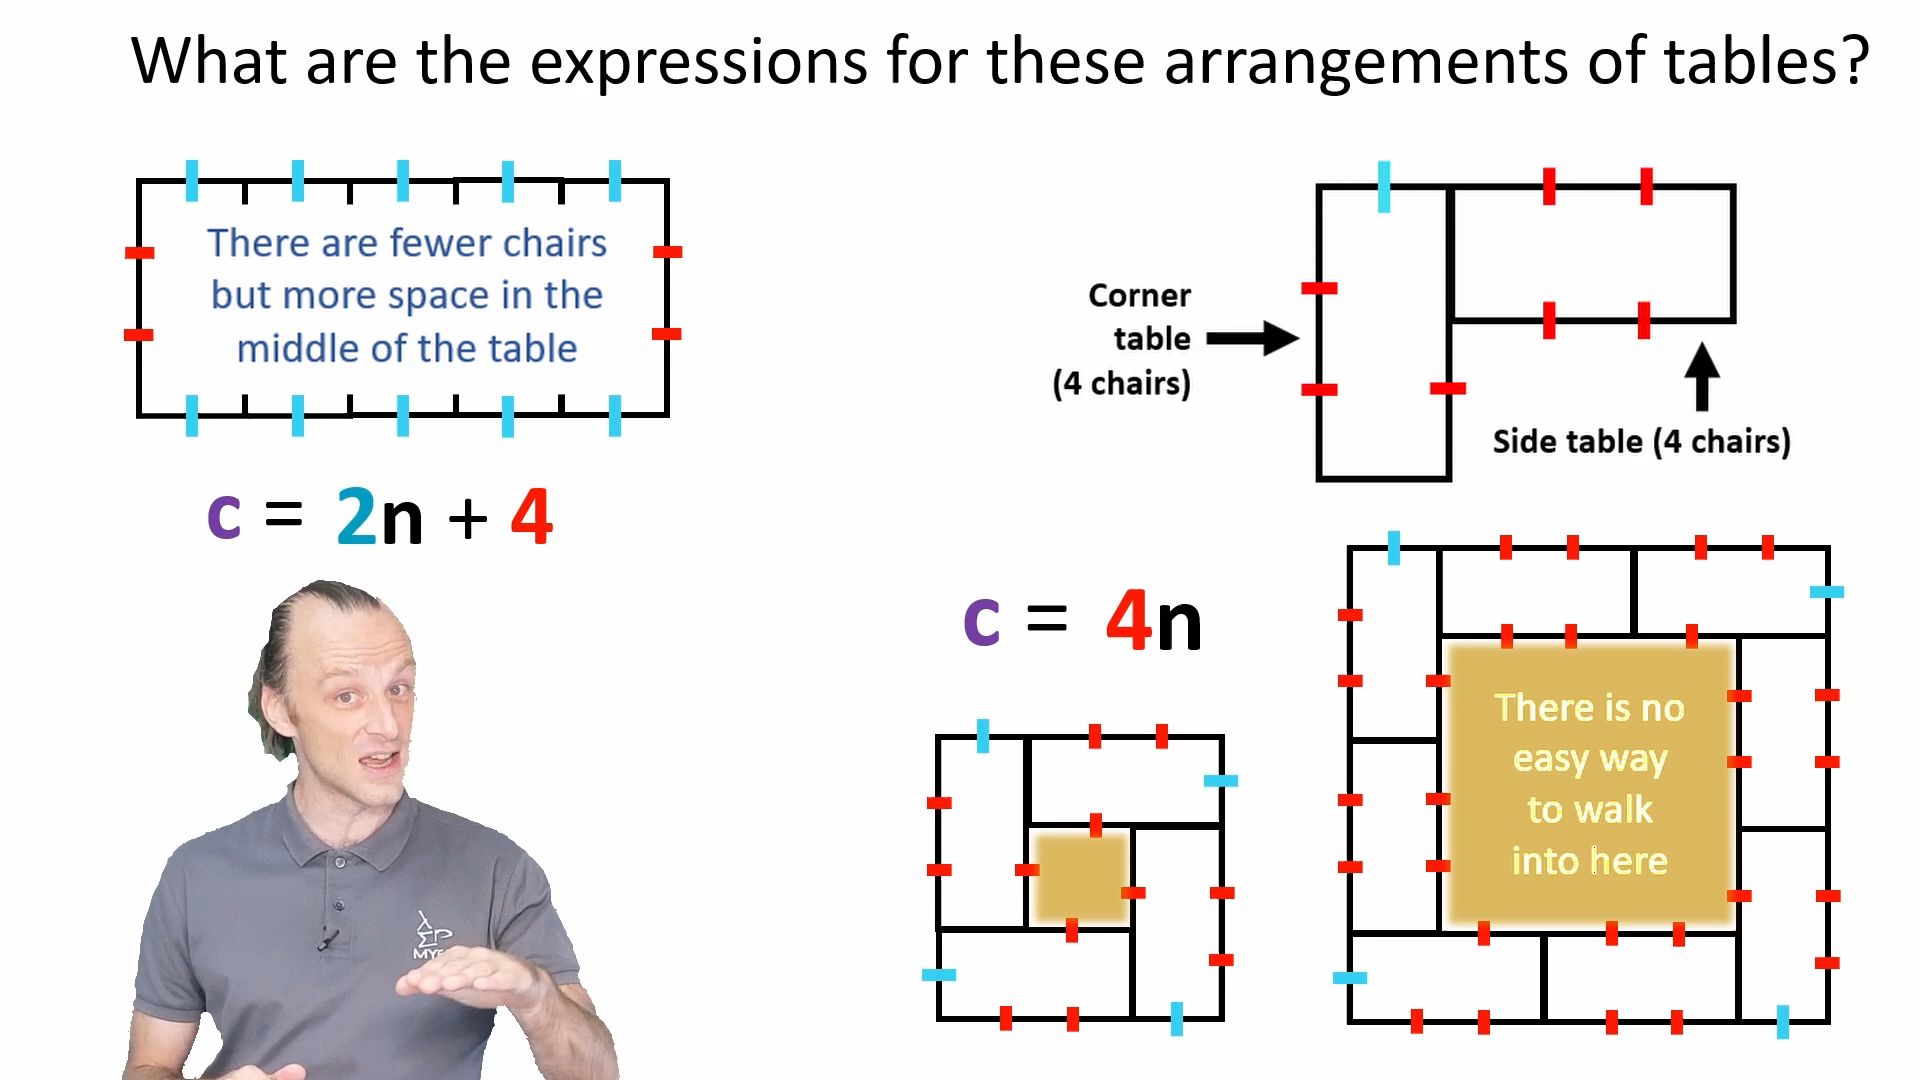 What are the expressions for these arrangements of tables?
There are fewer chairs
but more space in the
middle of the table
c = 2n + 4
Corner
table
(4 chairs)
Side table (4 chairs)
c = 4n
There is no
easy way
to walk
into here